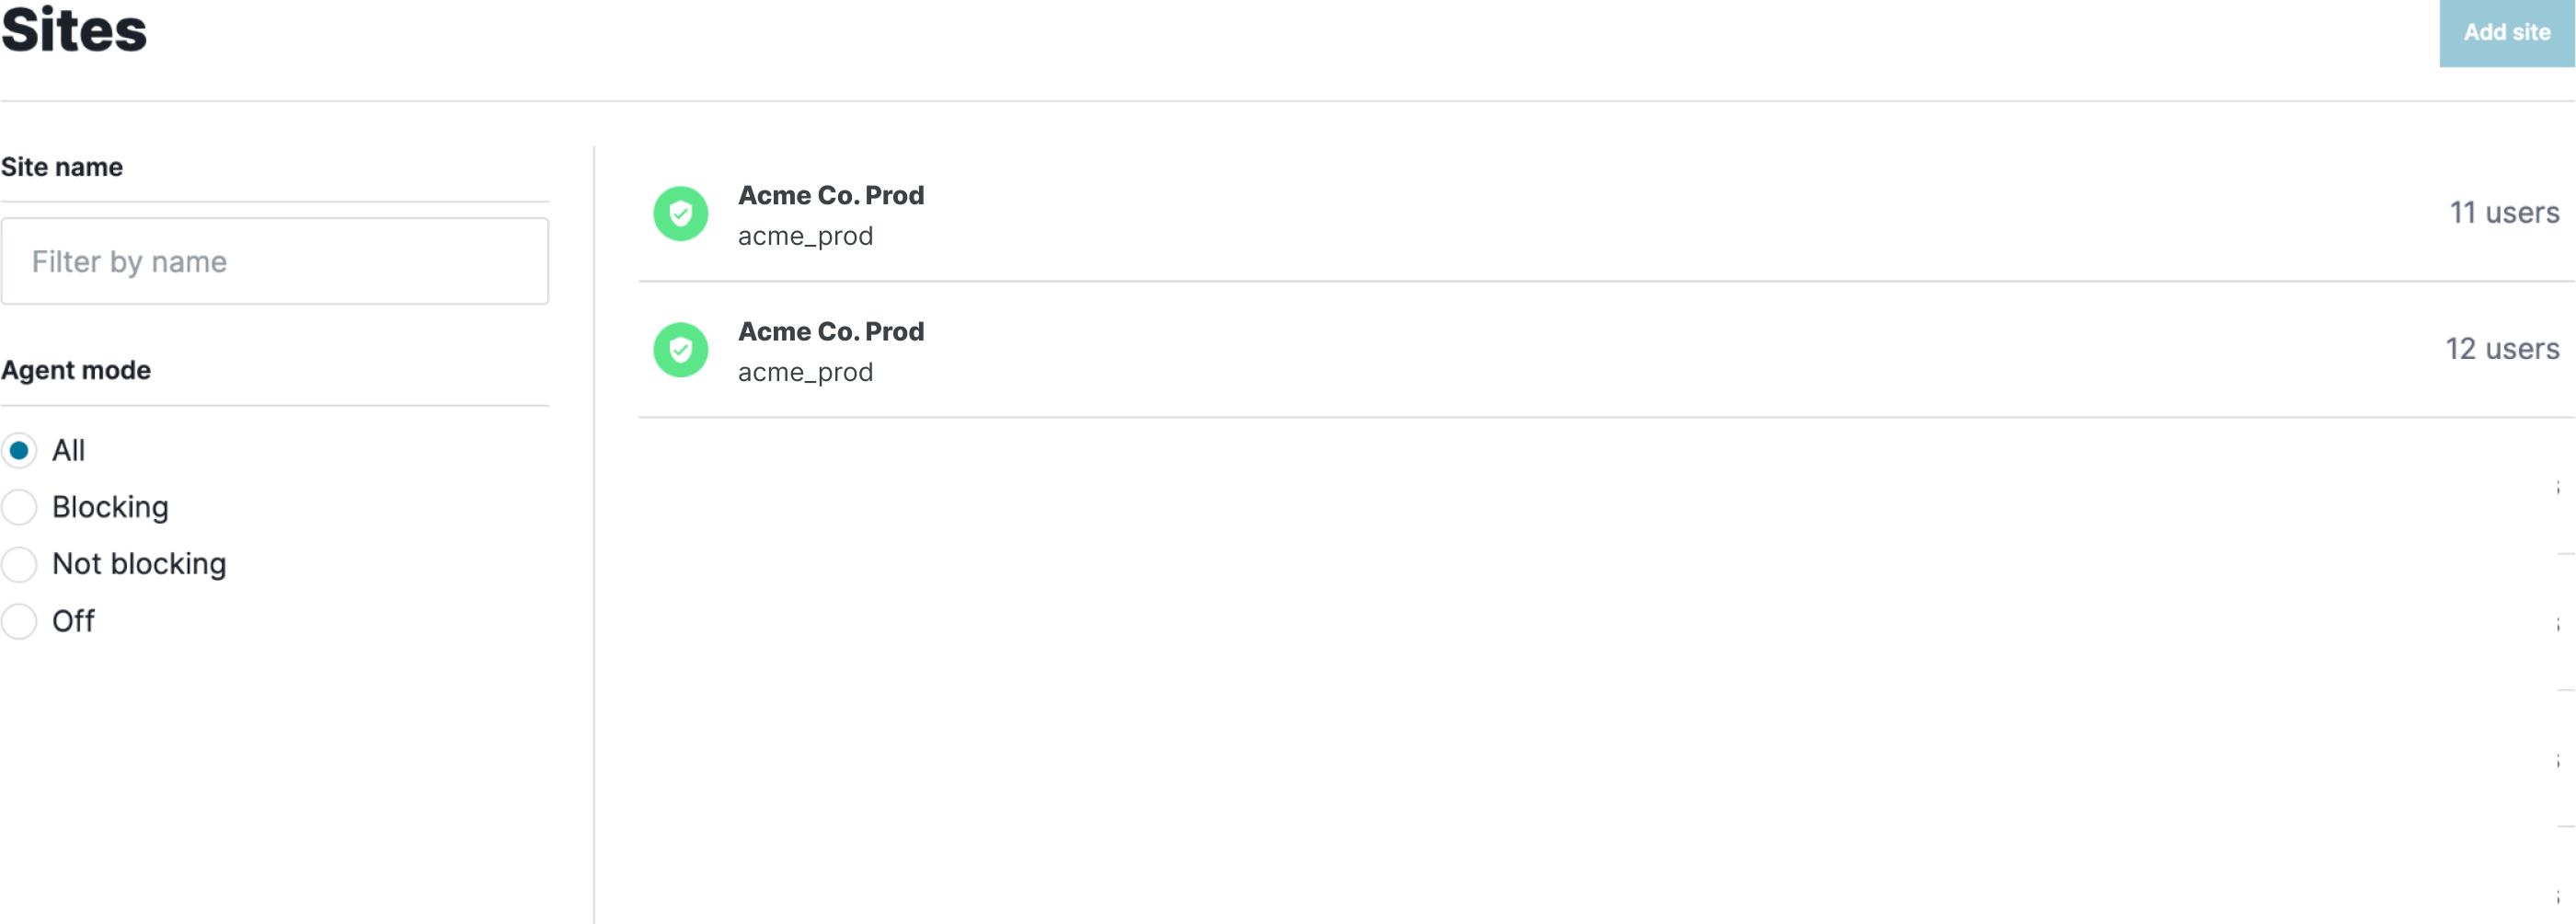 Sites
Add site
Site name
Filter by name
Agent mode
All
Blocking
Not blocking
Off
Acme Co. Prod
acme_prod
11 users
Acme Co. Prod
acme_prod
12 users